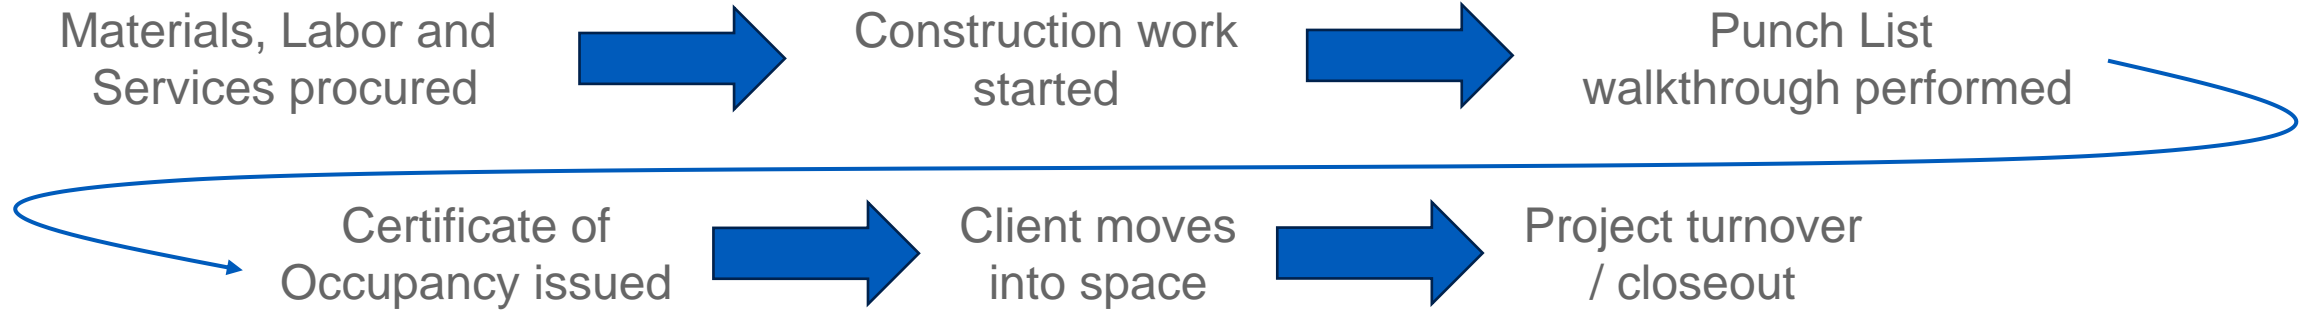 Materials, Labor and
Services procured
Construction work
started
Punch List
walkthrough performed
Certificate of
Occupancy issued
Client moves
into space
Project turnover
/ closeout